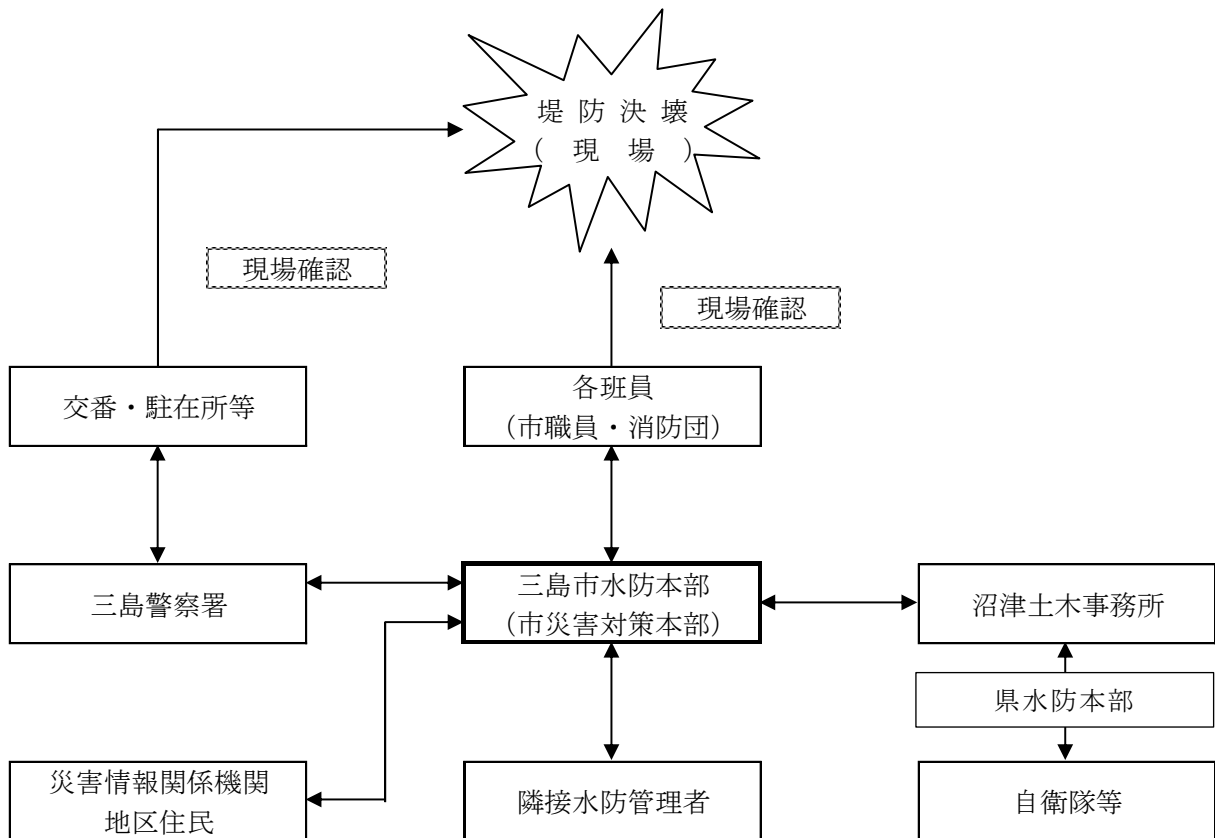 堤防決壊
(現場)
現場確認
現場確認
交番・駐在所等
各班員
(市職員・消防団)
三島警察署
三島市水防本部
(市災害対策本部)
沼津土木事務所
県水防本部
災害情報関係機関
地区住民
隣接水防管理者
自衛隊等